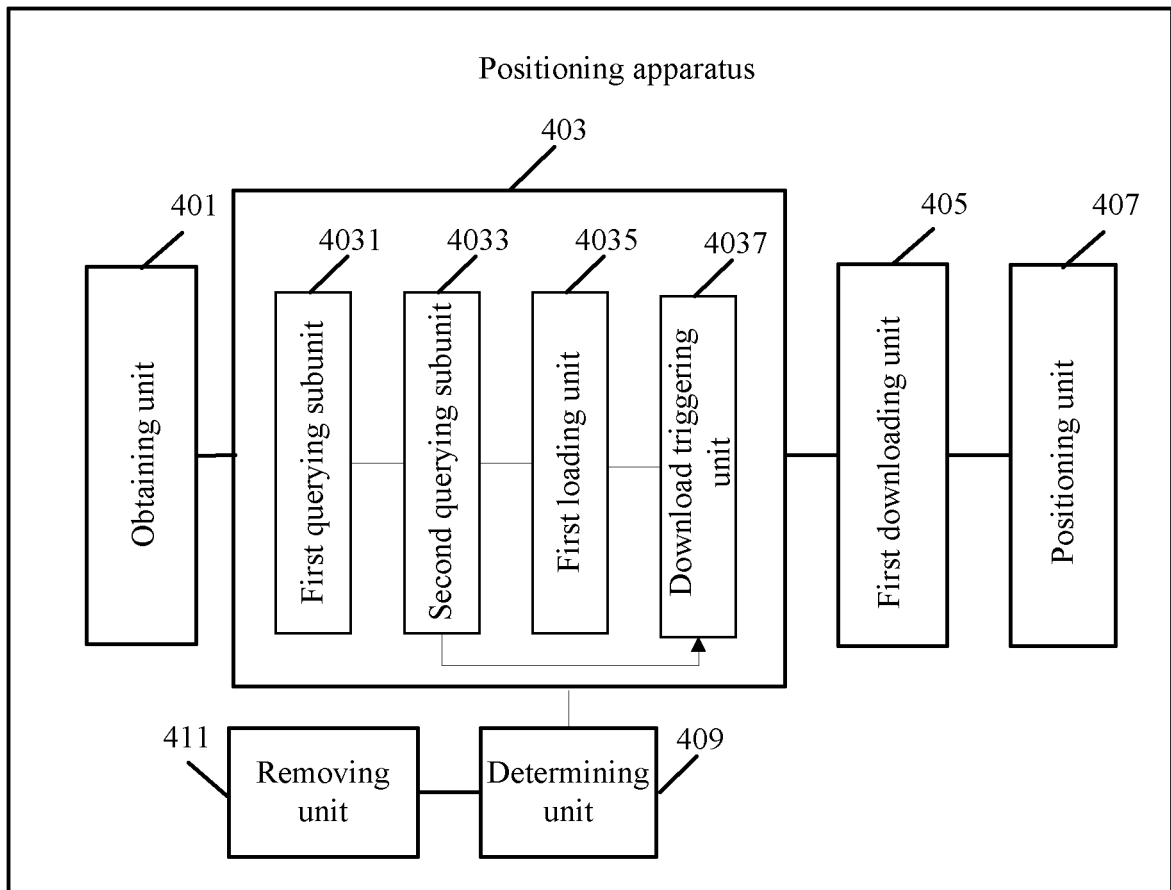 Positioning apparatus
403
401
405
407
4031
4033
4035
4037
Obtaining unit
First querying subunit
Second querying subunit
First loading unit
Download triggering
unit
First downloading unit
Positioning unit
411
409
Removing
unit
Determining
unit